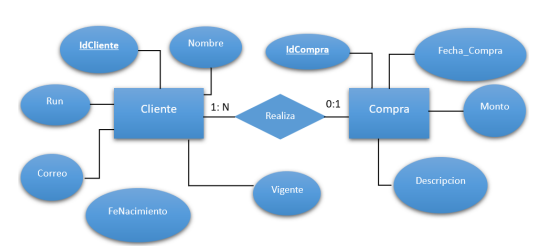 IdCliente
Nombre
IdCompra
Fecha_Compra
Run
Cliente
1: N
Realiza
0:1
Compra
Monto
Correo
FeNacimiento
Vigente
Descripcion